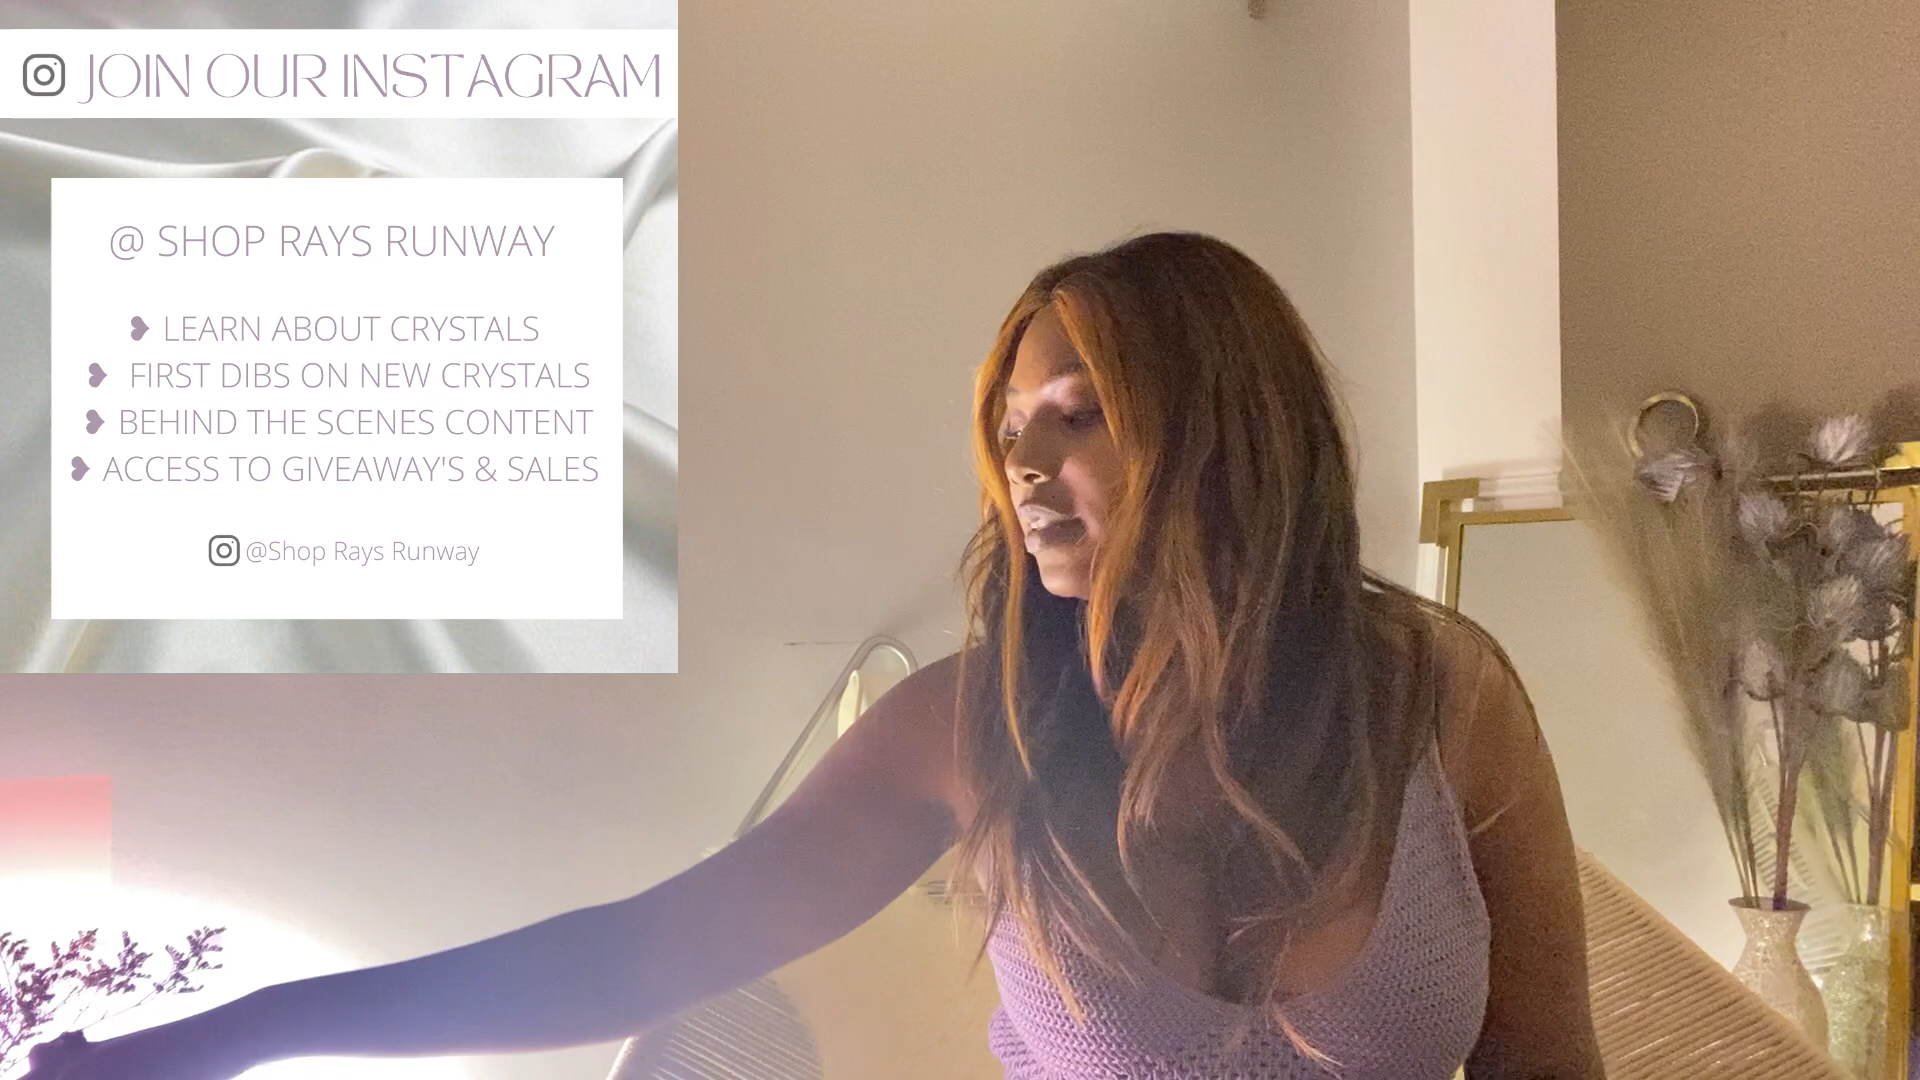 JOIN OUR INSTAGRAM
@ SHOP RAYS RUNWAY
❥ LEARN ABOUT CRYSTALS
❥ FIRST DIBS ON NEW CRYSTALS
❥ BEHIND THE SCENES CONTENT
❥ ACCESS TO GIVEAWAY'S & SALES
@Shop Rays Runway